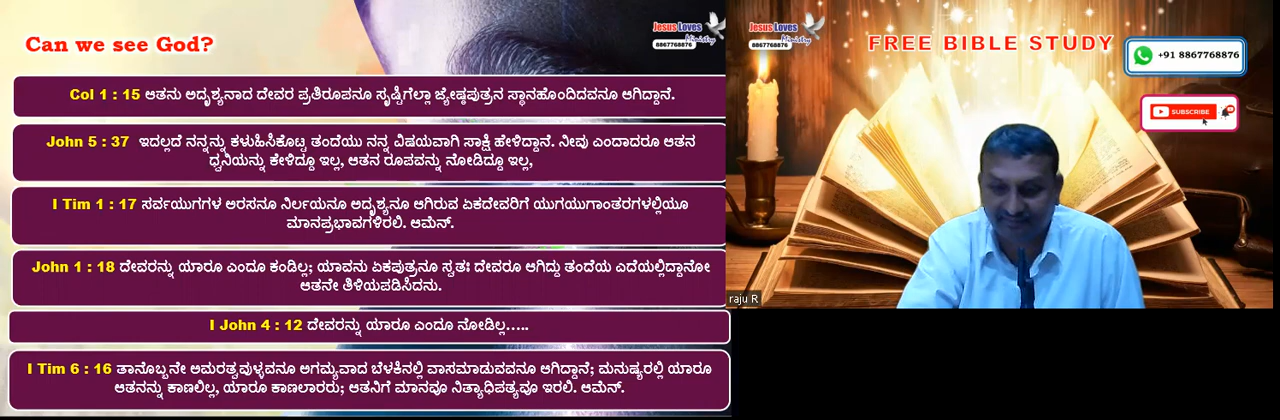 Can we see God?
Jesus Loves
Ministry
8867768876
Col 1 : 15 ಆತನು ಅದೃಶ್ಯನಾದ ದೇವರ ಪ್ರತಿರೂಪನೂ ಸೃಷ್ಟಿಗೆಲ್ಲಾ ಜ್ಯೇಷ್ಠಪುತ್ರನ ಸ್ಥಾನಹೊಂದಿದವನೂ ಆಗಿದ್ದಾನೆ.
John 5 : 37 ಇದಲ್ಲದೆ ನನ್ನನ್ನು ಕಳುಹಿಸಿಕೊಟ್ಟ ತಂದೆಯು ನನ್ನ ವಿಷಯವಾಗಿ ಸಾಕ್ಷಿ ಹೇಳಿದ್ದಾನೆ. ನೀವು ಎಂದಾದರೂ ಆತನ
ಧ್ವನಿಯನ್ನು ಕೇಳಿದ್ದೂ ಇಲ್ಲ, ಆತನ ರೂಪವನ್ನು ನೋಡಿದ್ದೂ ಇಲ್ಲ,
I Tim 1 : 17 ಸರ್ವಯುಗಗಳ ಅರಸನೂ ನಿರ್ಲಯನೂ ಅದೃಶ್ಯನೂ ಆಗಿರುವ ಏಕದೇವರಿಗೆ ಯುಗಯುಗಾಂತರಗಳಲ್ಲಿಯೂ
ಮಾನಪ್ರಭಾವಗಳಿರಲಿ. ಆಮೆನ್.
John 1 : 18 ದೇವರನ್ನು ಯಾರೂ ಎಂದೂ ಕಂಡಿಲ್ಲ; ಯಾವನು ಏಕಪುತ್ರನೂ ಸ್ವತಃ ದೇವರೂ ಆಗಿದ್ದು ತಂದೆಯ ಎದೆಯಲ್ಲಿದ್ದಾನೋ
ಆತನೇ ತಿಳಿಯಪಡಿಸಿದನು.
I John 4 : 12 ದೇವರನ್ನು ಯಾರೂ ಎಂದೂ ನೋಡಿಲ್ಲ.....
I Tim 6 : 16 ತಾನೊಬ್ಬನೇ ಅಮರತ್ವವುಳ್ಳವನೂ ಅಗಮ್ಯವಾದ ಬೆಳಕಿನಲ್ಲಿ ವಾಸಮಾಡುವವನೂ ಆಗಿದ್ದಾನೆ; ಮನುಷ್ಯರಲ್ಲಿ ಯಾರೂ
ಆತನನ್ನು ಕಾಣಲಿಲ್ಲ, ಯಾರೂ ಕಾಣಲಾರರು; ಆತನಿಗೆ ಮಾನವೂ ನಿತ್ಯಾಧಿಪತ್ಯವೂ ಇರಲಿ. ಆಮೆನ್.
Jesus Loves
Ministry
8867768876
FREE BIBLE STUDY
+91 8867768876
SUBSCRIBE
raju R